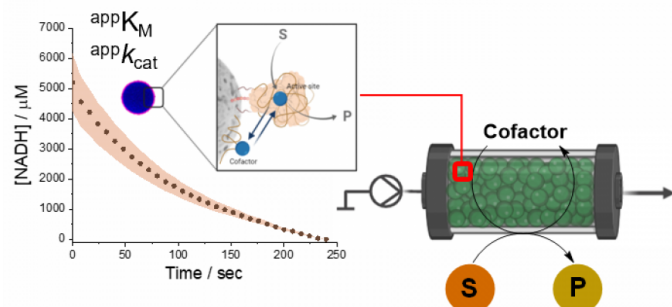 appKM
appkcat
[NADH] / μM
7000
6000
5000
4000
3000
2000
1000
0
0 50 100 150 200 250
Time / sec
S
Active site
P
Cofactor
Cofactor
S
P